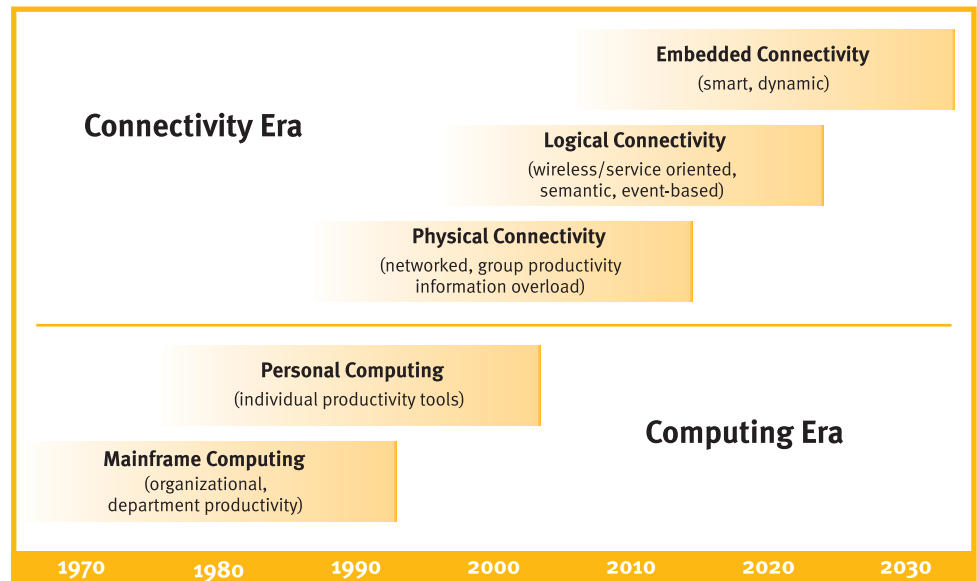 Embedded Connectivity
(smart, dynamic)
Connectivity Era
Logical Connectivity
(wireless/service oriented,
semantic, event-based)
Physical Connectivity
(networked, group productivity
information overload)
Personal Computing
(individual productivity tools)
Computing Era
Mainframe Computing
(organizational,
department productivity)
1970 1980 1990 2000 2010 2020 2030